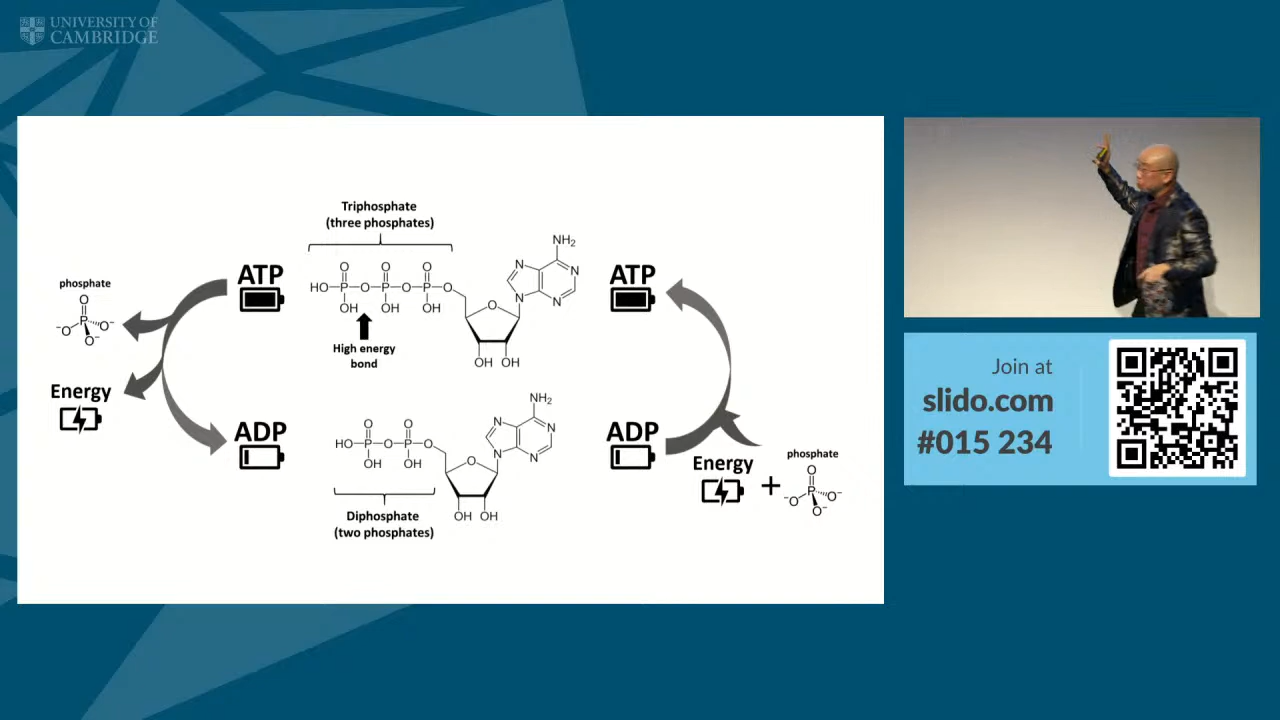 UNIVERSITY OF
CAMBRIDGE
Triphosphate
(three phosphates)
ATP
phosphate
O
P
⁻O
O⁻
O⁻
Energy
ADP
O O O
HO P O P O P O
OH OH OH
High energy
bond
NH₂
N N
N N
O
OH OH
O O
HO P O P O
OH OH
NH₂
N N
N N
O
OH OH
Diphosphate
(two phosphates)
ATP
ADP
Energy
+
phosphate
O
P
⁻O
O⁻
O⁻
Join at
slido.com
#015 234